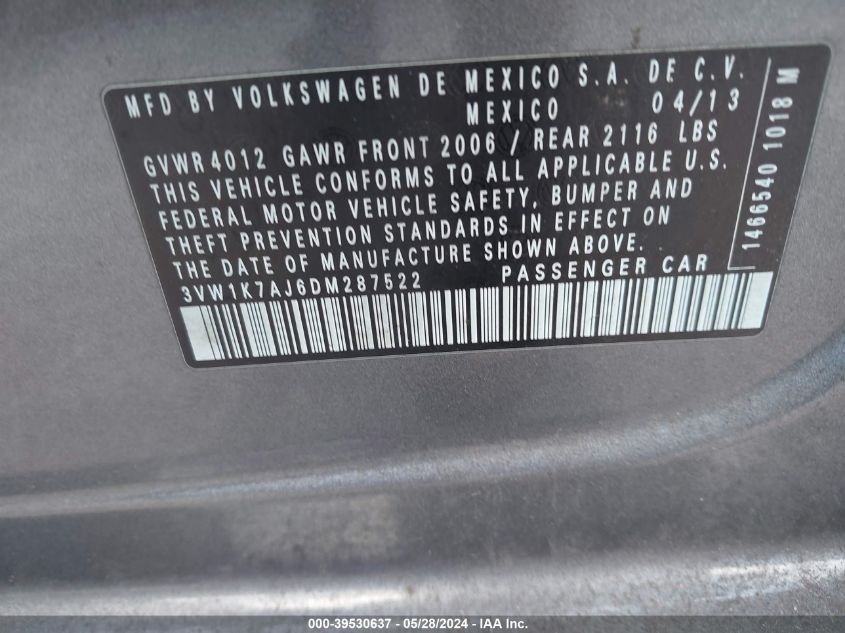 MFD BY VOLKSWAGEN DE MEXICO S.A. DE C.V.
MEXICO 04/13
GVWR 4012 GAWR FRONT 2006 / REAR 2116 LBS
THIS VEHICLE CONFORMS TO ALL APPLICABLE U.S.
FEDERAL MOTOR VEHICLE SAFETY, BUMPER AND
THEFT PREVENTION STANDARDS IN EFFECT ON
THE DATE OF MANUFACTURE SHOWN ABOVE.
3VW1K7AJ6DM287522 PASSENGER CAR
1466540 1018 M
000-39530637 - 05/28/2024 - IAA Inc.